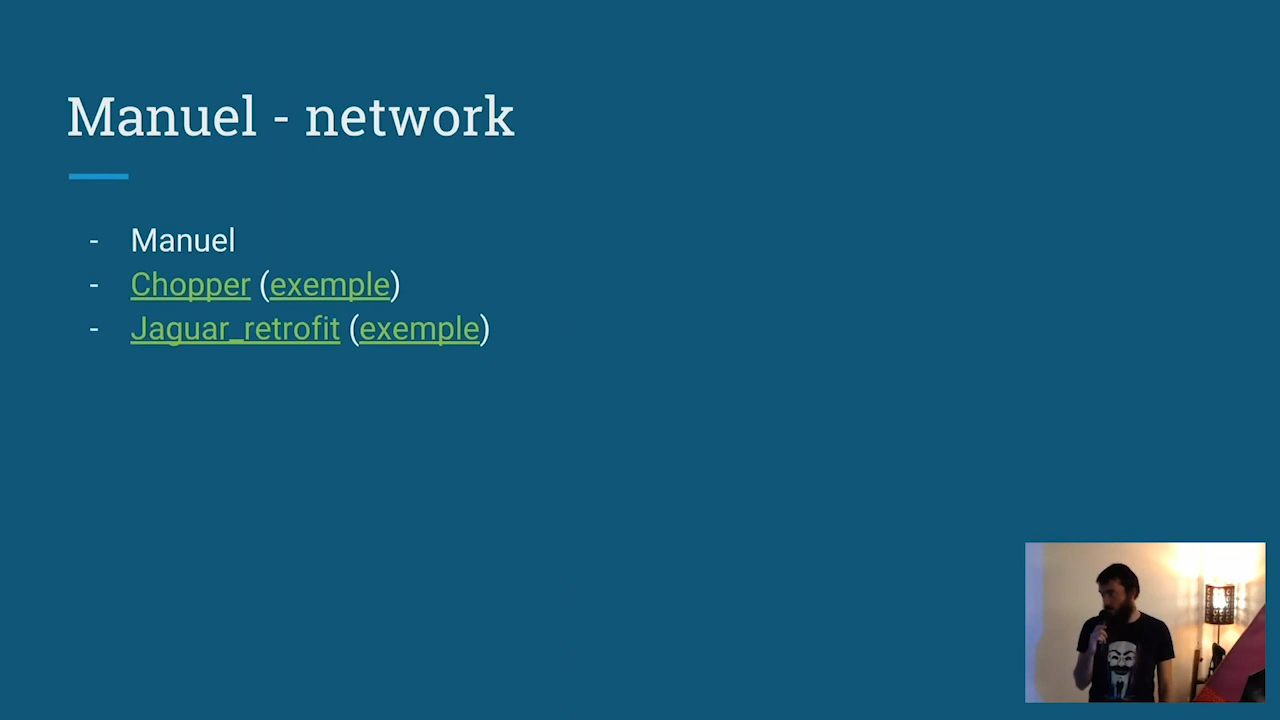 Manuel - network
- Manuel
- Chopper (exemple)
- Jaguar_retrofit (exemple)